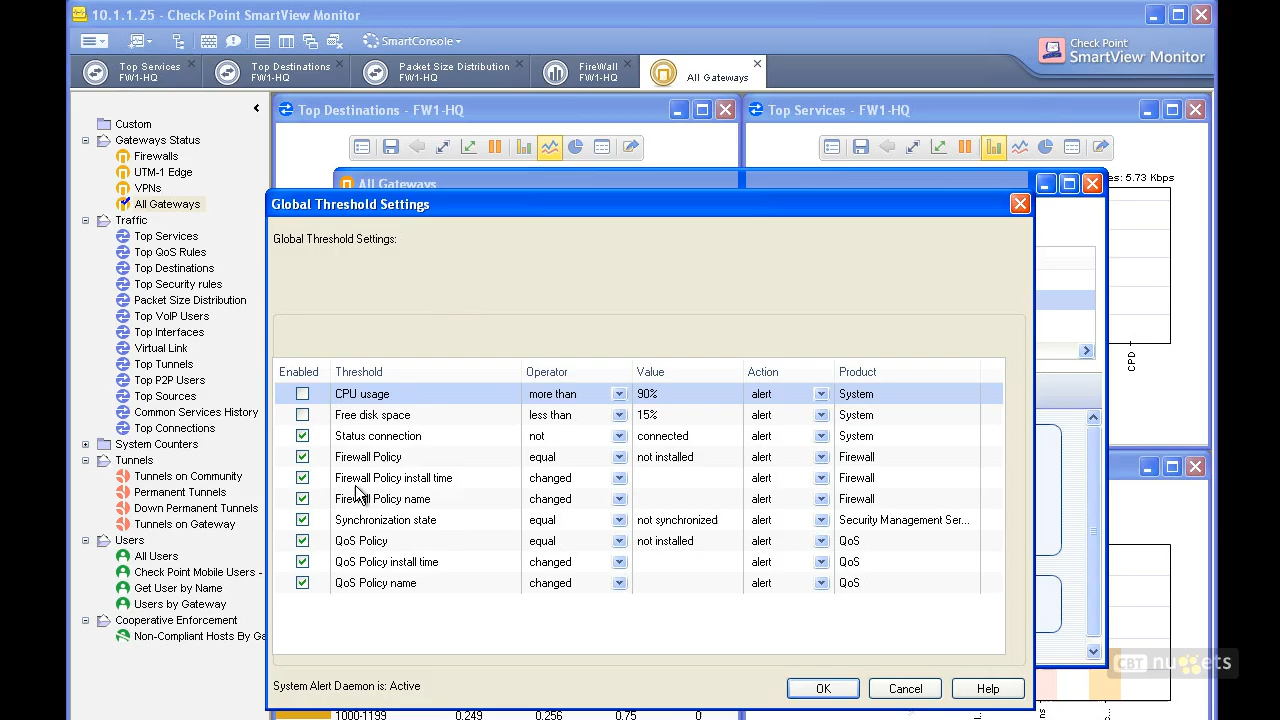 10.1.1.25 - Check Point SmartView Monitor
SmartConsole
Top Services
FW1-HQ
Top Destinations
FW1-HQ
Packet Size Distribution
FW1-HQ
FireWall
FW1-HQ
All Gateways
Check Point
SmartView Monitor
Custom
Gateways Status
Firewalls
UTM-1 Edge
VPNs
All Gateways
Traffic
Top Services
Top QoS Rules
Top Destinations
Top Security rules
Packet Size Distribution
Top VoIP Users
Top Interfaces
Virtual Link
Top Tunnels
Top P2P Users
Top Sources
Common Services History
Top Connections
System Counters
Tunnels
Tunnels on Community
Permanent Tunnels
Down Permanent Tunnels
Tunnels on Gateway
Users
All Users
Check Point Mobile Users -
Get User by Name
Users by Gateway
Cooperative Enforcement
Non-Compliant Hosts By Ga
Top Destinations - FW1-HQ
Top Services - FW1-HQ
All Gateways
es: 5.73 Kbps
CPD
Global Threshold Settings
Global Threshold Settings:
Enabled Threshold Operator Value Action Product
CPU usage more than 90% alert System
Free disk space less than 15% alert System
Status connection not connected alert System
Firewall Policy equal not installed alert Firewall
Firewall Policy install time changed alert Firewall
Firewall Policy name changed alert Firewall
Synchronization state equal not synchronized alert Security Management Ser...
QoS Policy equal not installed alert QoS
QoS Policy install time changed alert QoS
QoS Policy name changed alert QoS
System Alert Daemon is: Active
OK Cancel Help
CBT nuggets
1000-1199 0.249 0.256 0.75 0